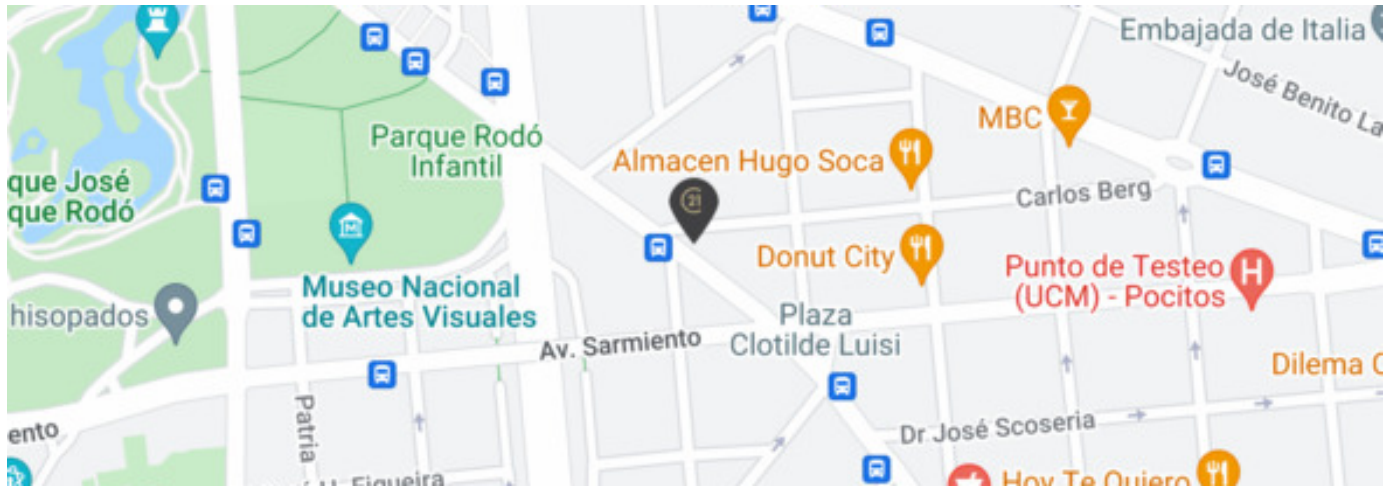 Embajada de Italia
José Benito La
MBC
Parque Rodó
Infantil
Almacen Hugo Soca
que José
que Rodó
21
Carlos Berg
Donut City
Punto de Testeo
(UCM) - Pocitos
H
M
Museo Nacional
de Artes Visuales
hisopados
Plaza
Clotilde Luisi
Av. Sarmiento
Dilema C
Patria
ento
Dr José Scoseria
Figueira
Hoy Te Quiero